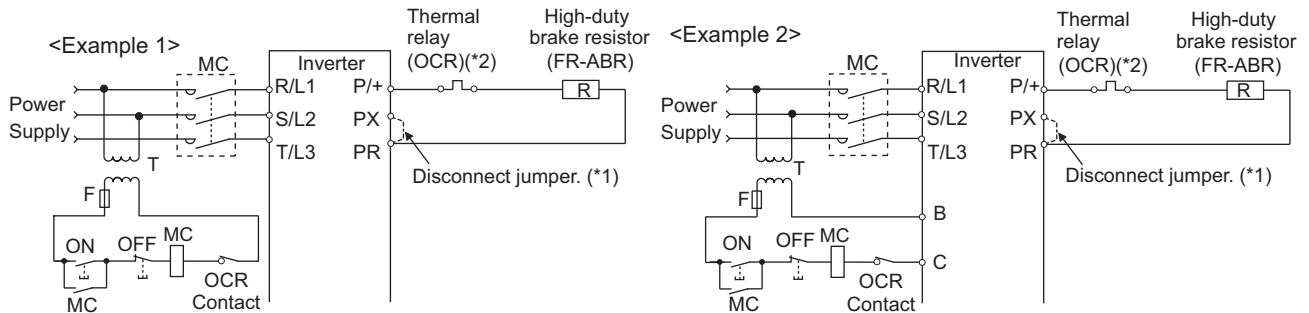 <Example 1>
MC
Inverter
Thermal
relay
(OCR)(*2)
High-duty
brake resistor
(FR-ABR)
Power
Supply
R/L1
S/L2
T/L3
P/+
PX
PR
R
Disconnect jumper. (*1)
T
F
ON
OFF
MC
MC
OCR
Contact
<Example 2>
MC
Inverter
Thermal
relay
(OCR)(*2)
High-duty
brake resistor
(FR-ABR)
Power
Supply
R/L1
S/L2
T/L3
P/+
PX
PR
R
Disconnect jumper. (*1)
T
F
B
ON
OFF
MC
C
MC
OCR
Contact